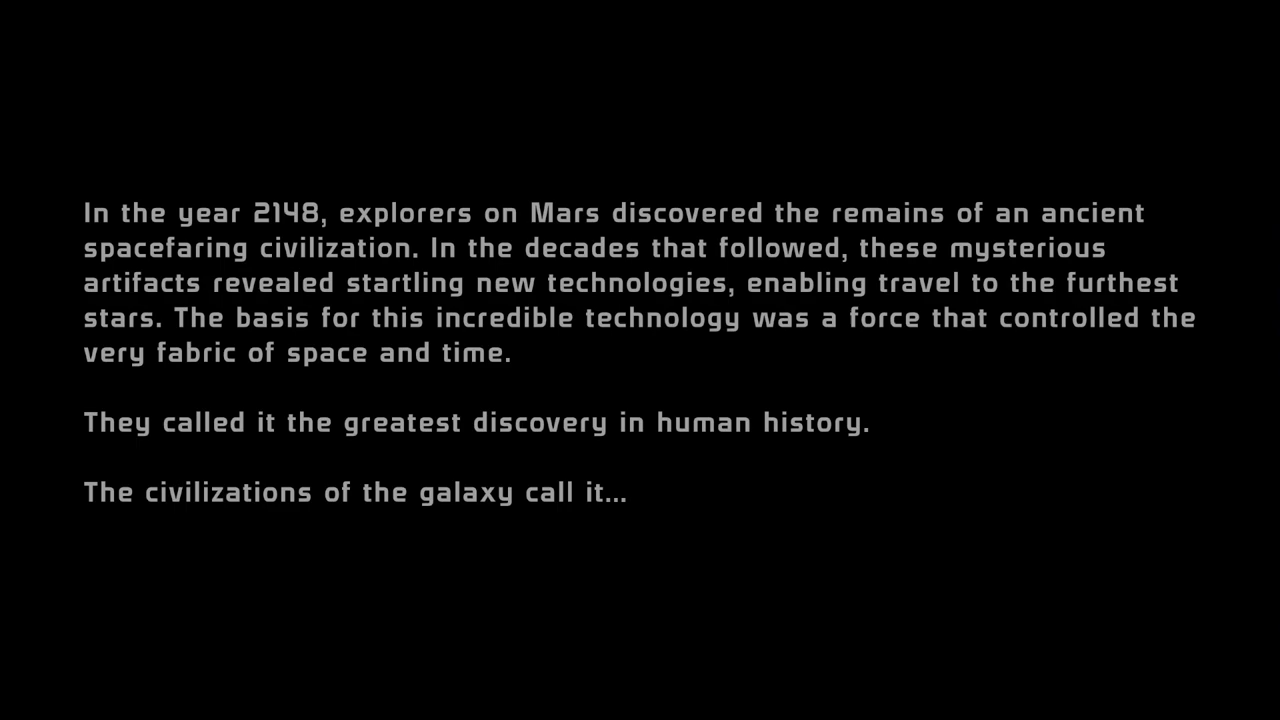 In the year 2148, explorers on Mars discovered the remains of an ancient
spacefaring civilization. In the decades that followed, these mysterious
artifacts revealed startling new technologies, enabling travel to the furthest
stars. The basis for this incredible technology was a force that controlled the
very fabric of space and time.
They called it the greatest discovery in human history.
The civilizations of the galaxy call it...